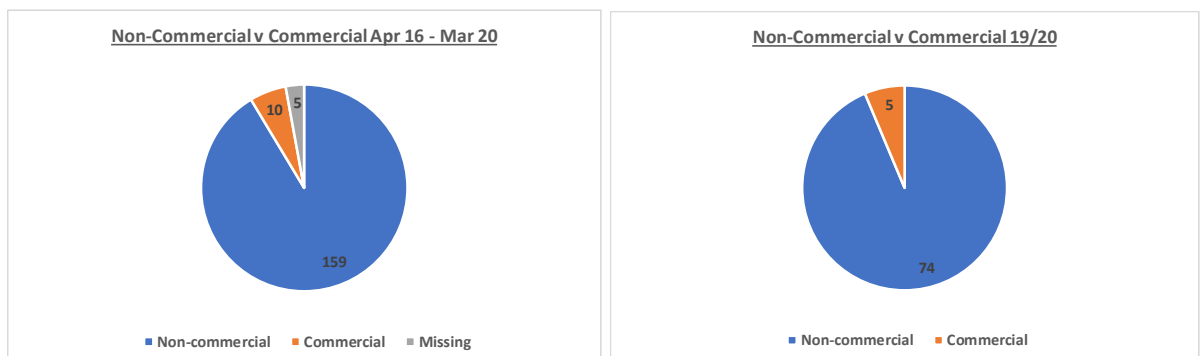 Non-Commercial v Commercial Apr 16 - Mar 20
10
5
159
Non-commercial Commercial Missing
Non-Commercial v Commercial 19/20
5
74
Non-commercial Commercial